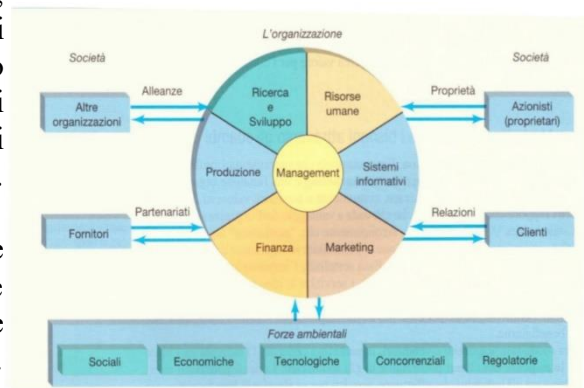 L'organizzazione
Società
Società
Alleanze
Proprietà
Altre
organizzazioni
Ricerca
e
Sviluppo
Risorse
umane
Azionisti
(proprietari)
Produzione
Management
Sistemi
informativi
Partenariati
Relazioni
Fornitori
Finanza
Marketing
Clienti
Forze ambientali
Sociali
Economiche
Tecnologiche
Concorrenziali
Regolatorie